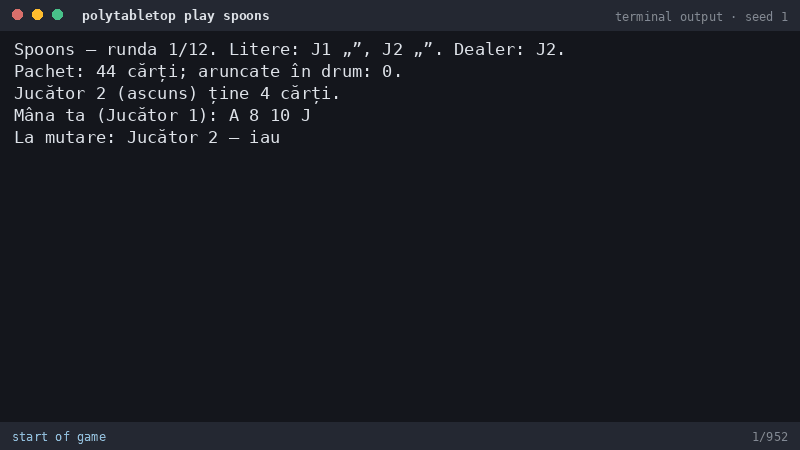 polytabletop play spoons
terminal output · seed 1
Spoons — runda 1/12. Litere: J1 „”, J2 „”. Dealer: J2.
Pachet: 44 cărți; aruncate în drum: 0.
Jucător 2 (ascuns) ține 4 cărți.
Mâna ta (Jucător 1): A 8 10 J
La mutare: Jucător 2 — iau
start of game
1/952